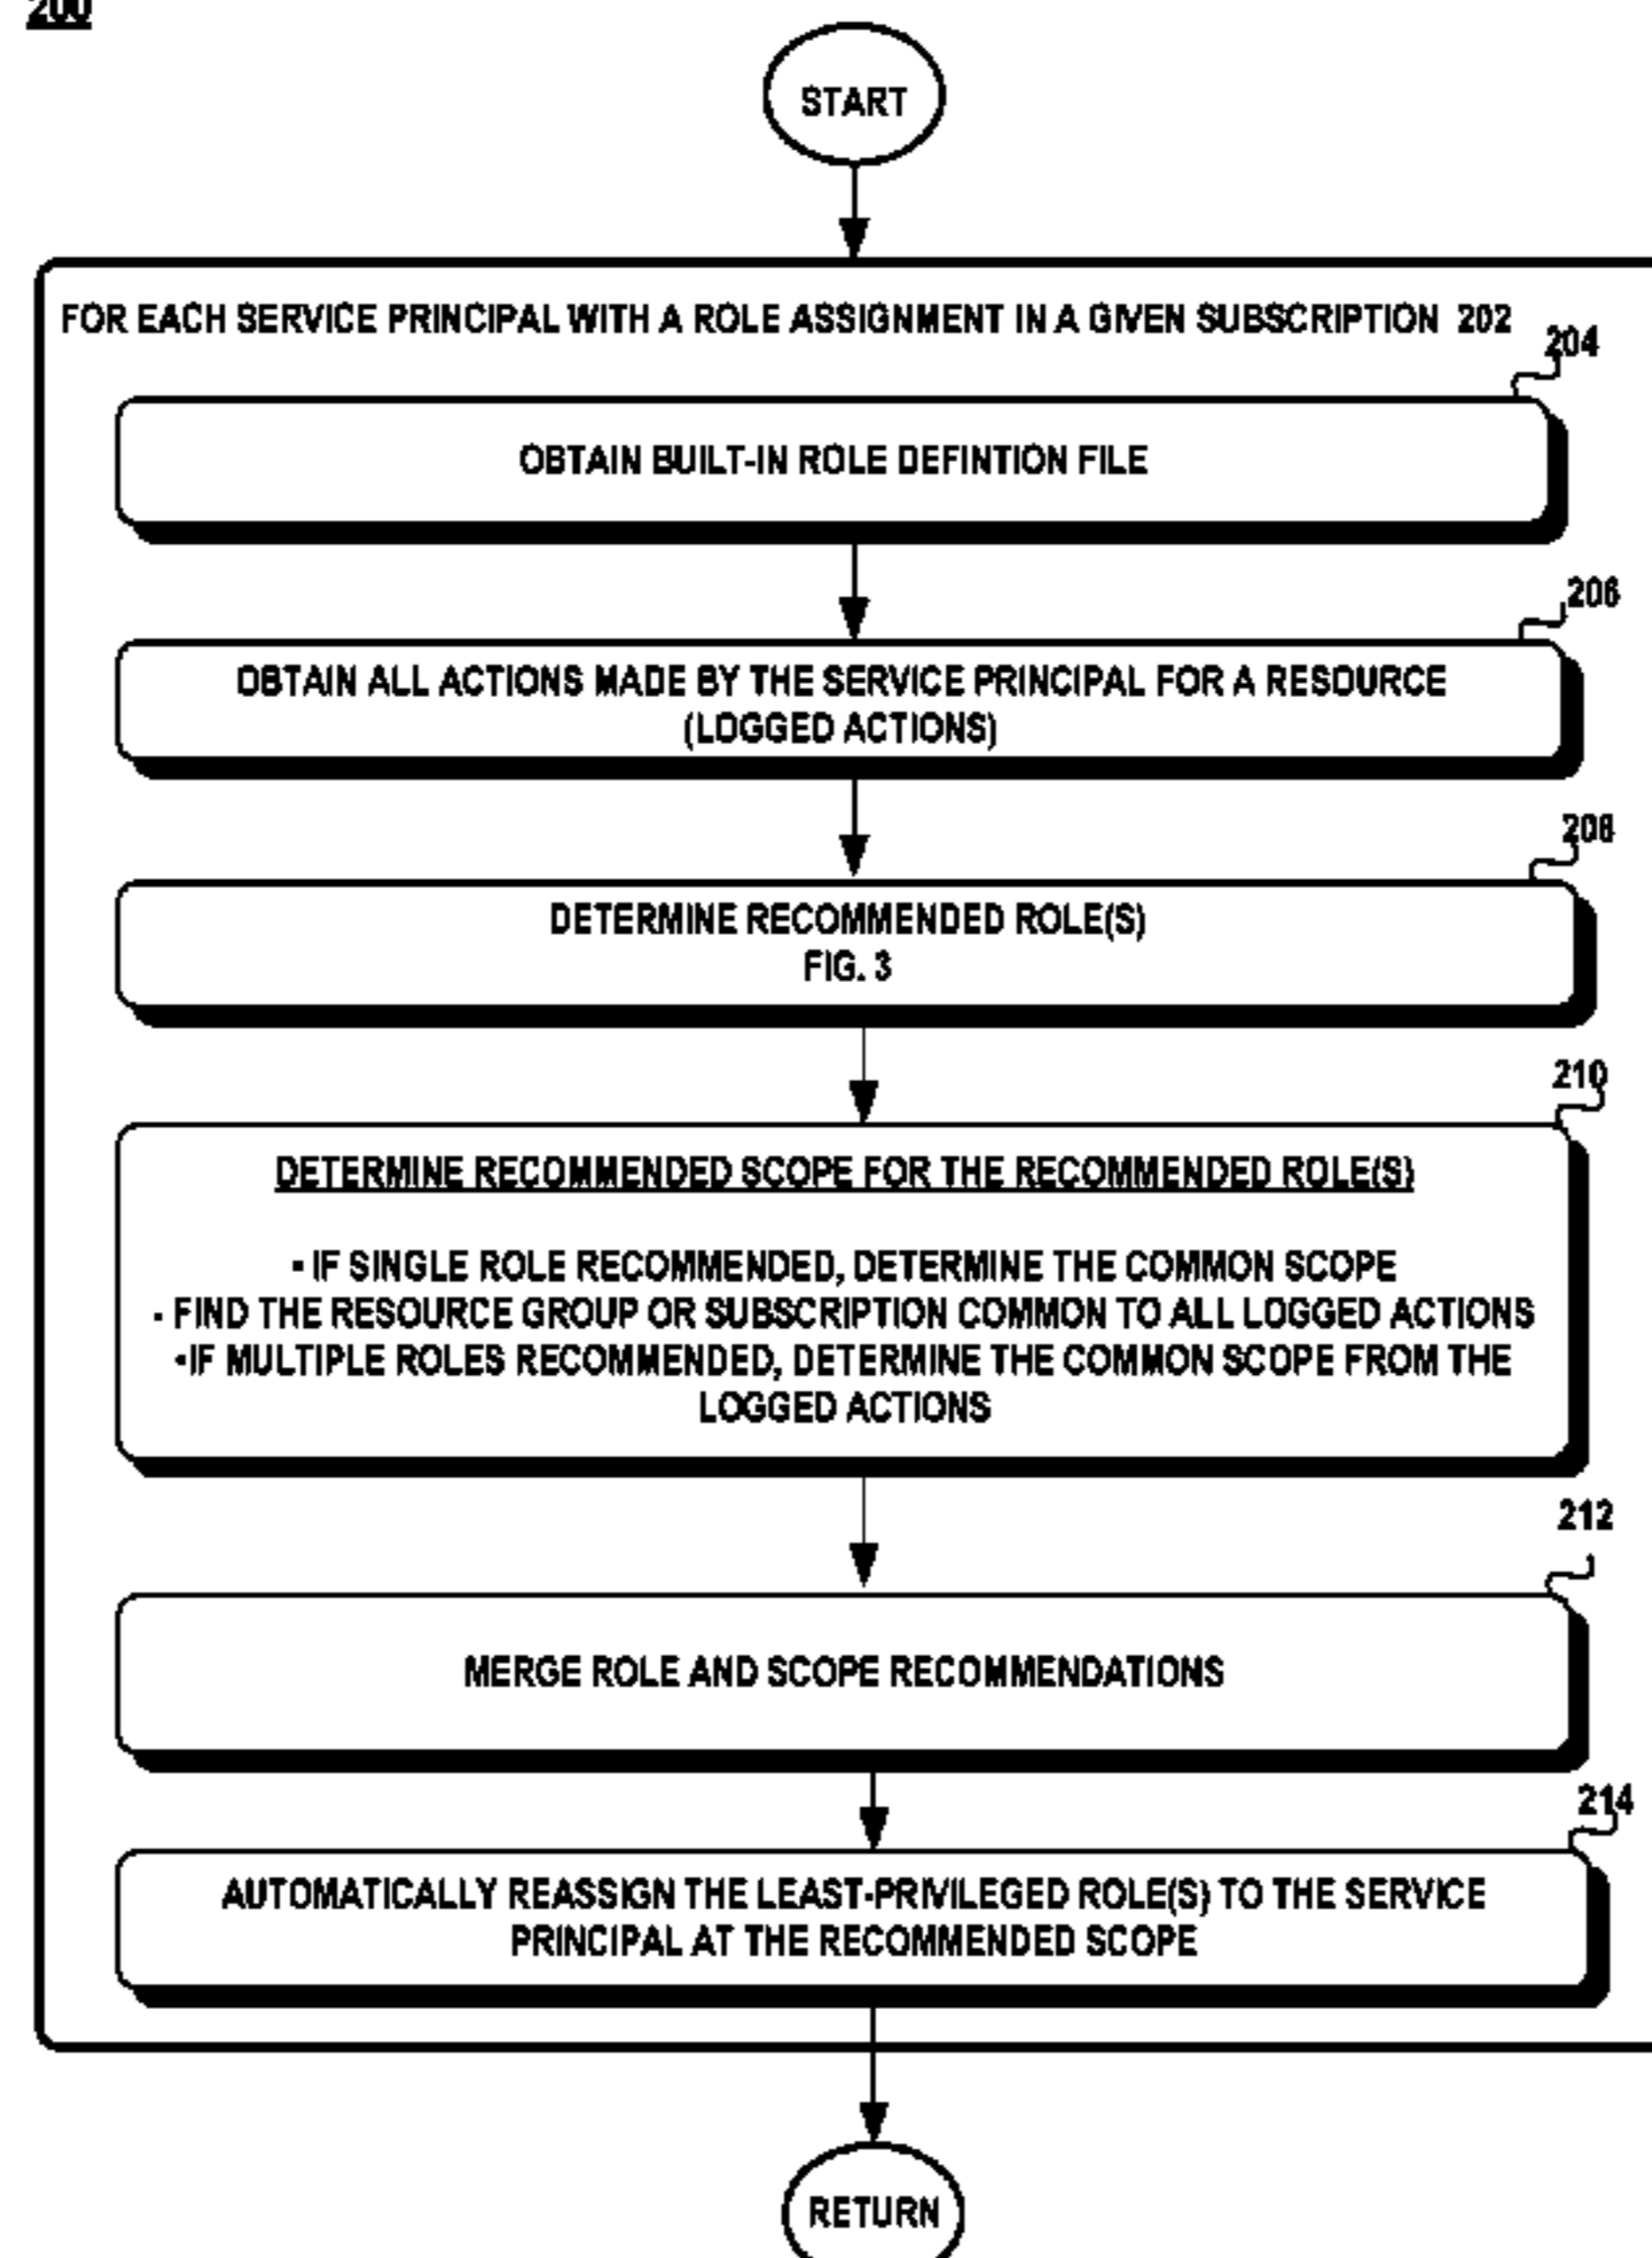 200
START
FOR EACH SERVICE PRINCIPAL WITH A ROLE ASSIGNMENT IN A GIVEN SUBSCRIPTION 202
204
OBTAIN BUILT-IN ROLE DEFINTION FILE
206
OBTAIN ALL ACTIONS MADE BY THE SERVICE PRINCIPAL FOR A RESOURCE
(LOGGED ACTIONS)
208
DETERMINE RECOMMENDED ROLE(S)
FIG. 3
210
DETERMINE RECOMMENDED SCOPE FOR THE RECOMMENDED ROLE(S)
- IF SINGLE ROLE RECOMMENDED, DETERMINE THE COMMON SCOPE
- FIND THE RESOURCE GROUP OR SUBSCRIPTION COMMON TO ALL LOGGED ACTIONS
-IF MULTIPLE ROLES RECOMMENDED, DETERMINE THE COMMON SCOPE FROM THE
LOGGED ACTIONS
212
MERGE ROLE AND SCOPE RECOMMENDATIONS
214
AUTOMATICALLY REASSIGN THE LEAST-PRIVILEGED ROLE(S) TO THE SERVICE
PRINCIPAL AT THE RECOMMENDED SCOPE
RETURN